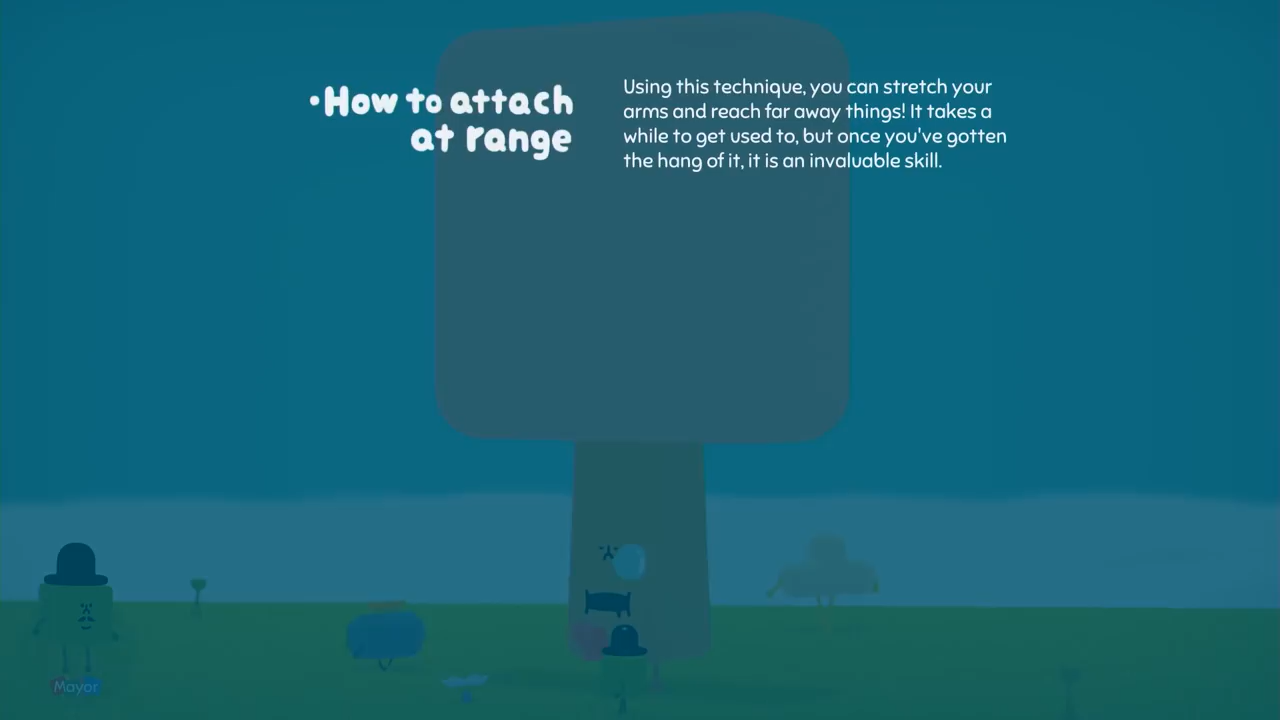 •How to attach
at range
Using this technique, you can stretch your
arms and reach far away things! It takes a
while to get used to, but once you've gotten
the hang of it, it is an invaluable skill.
Mayor